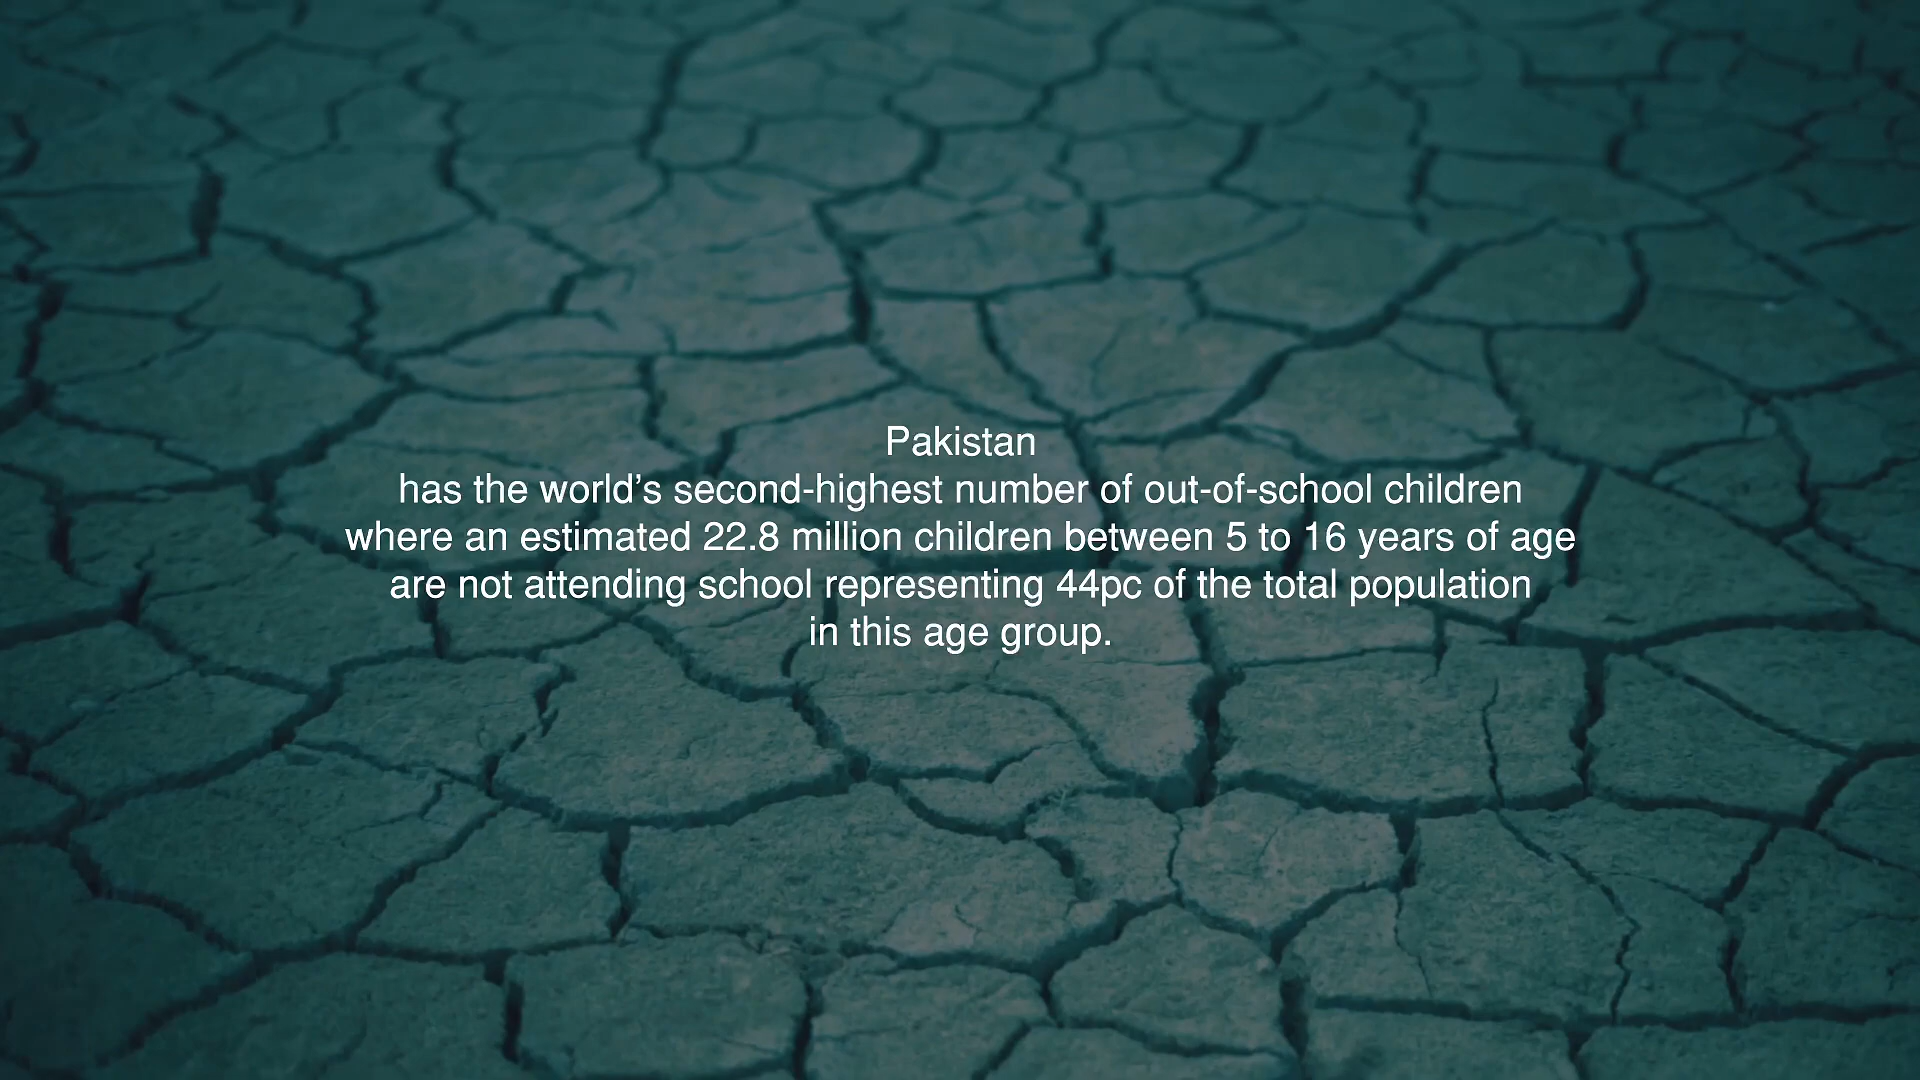 Pakistan
has the world’s second-highest number of out-of-school children
where an estimated 22.8 million children between 5 to 16 years of age
are not attending school representing 44pc of the total population
in this age group.